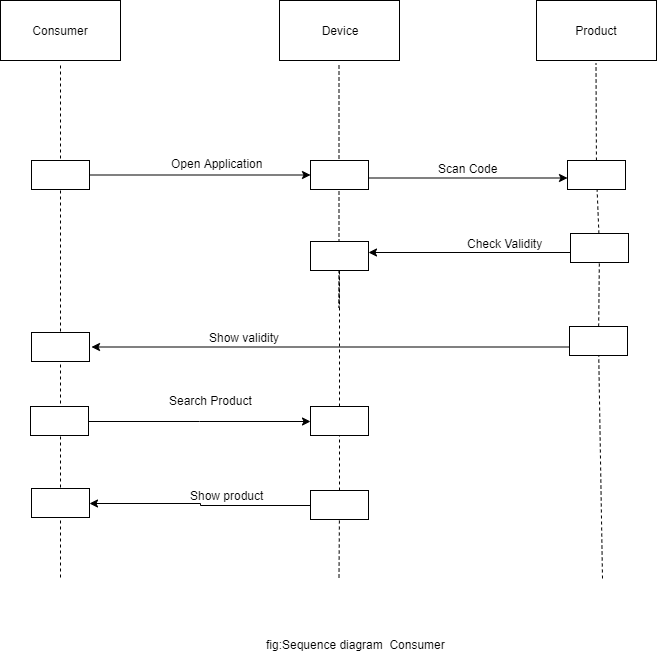 Consumer
Device
Product
Open Application
Scan Code
Check Validity
Show validity
Search Product
Show product
fig:Sequence diagram  Consumer